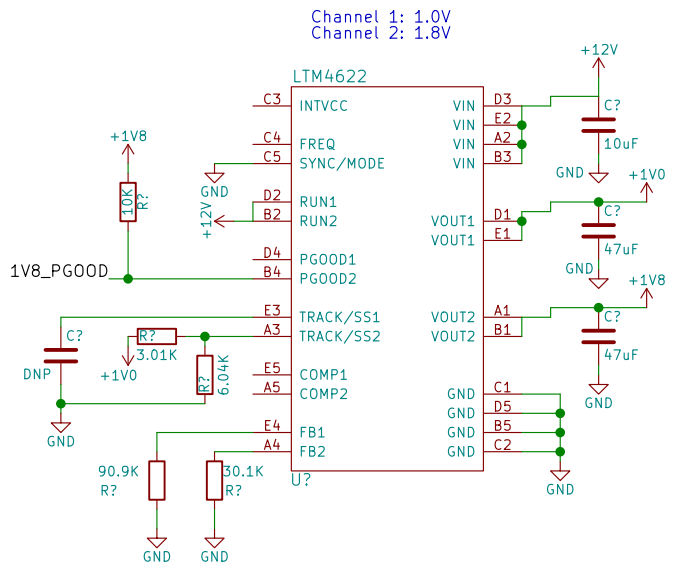 Channel 1: 1.0V
Channel 2: 1.8V
+12V
LTM4622
C3 INTVCC VIN D3 C?
E2 VIN
+1V8
C4 FREQ VIN A2 10uF
C5 SYNC/MODE VIN B3
GND GND +1V0
10K R? D2 RUN1
+12V B2 RUN2 VOUT1 D1 C?
VOUT1 E1
D4 PGOOD1 47uF
1V8_PGOOD B4 PGOOD2 GND +1V8
E3 TRACK/SS1 VOUT2 A1 C?
C? R? A3 TRACK/SS2 VOUT2 B1
3.01K 47uF
DNP +1V0 R? 6.04K E5 COMP1
A5 COMP2 GND C1 GND
GND D5
GND E4 FB1 GND B5
A4 FB2 GND C2
90.9K 30.1K
R? R? U? GND
GND GND